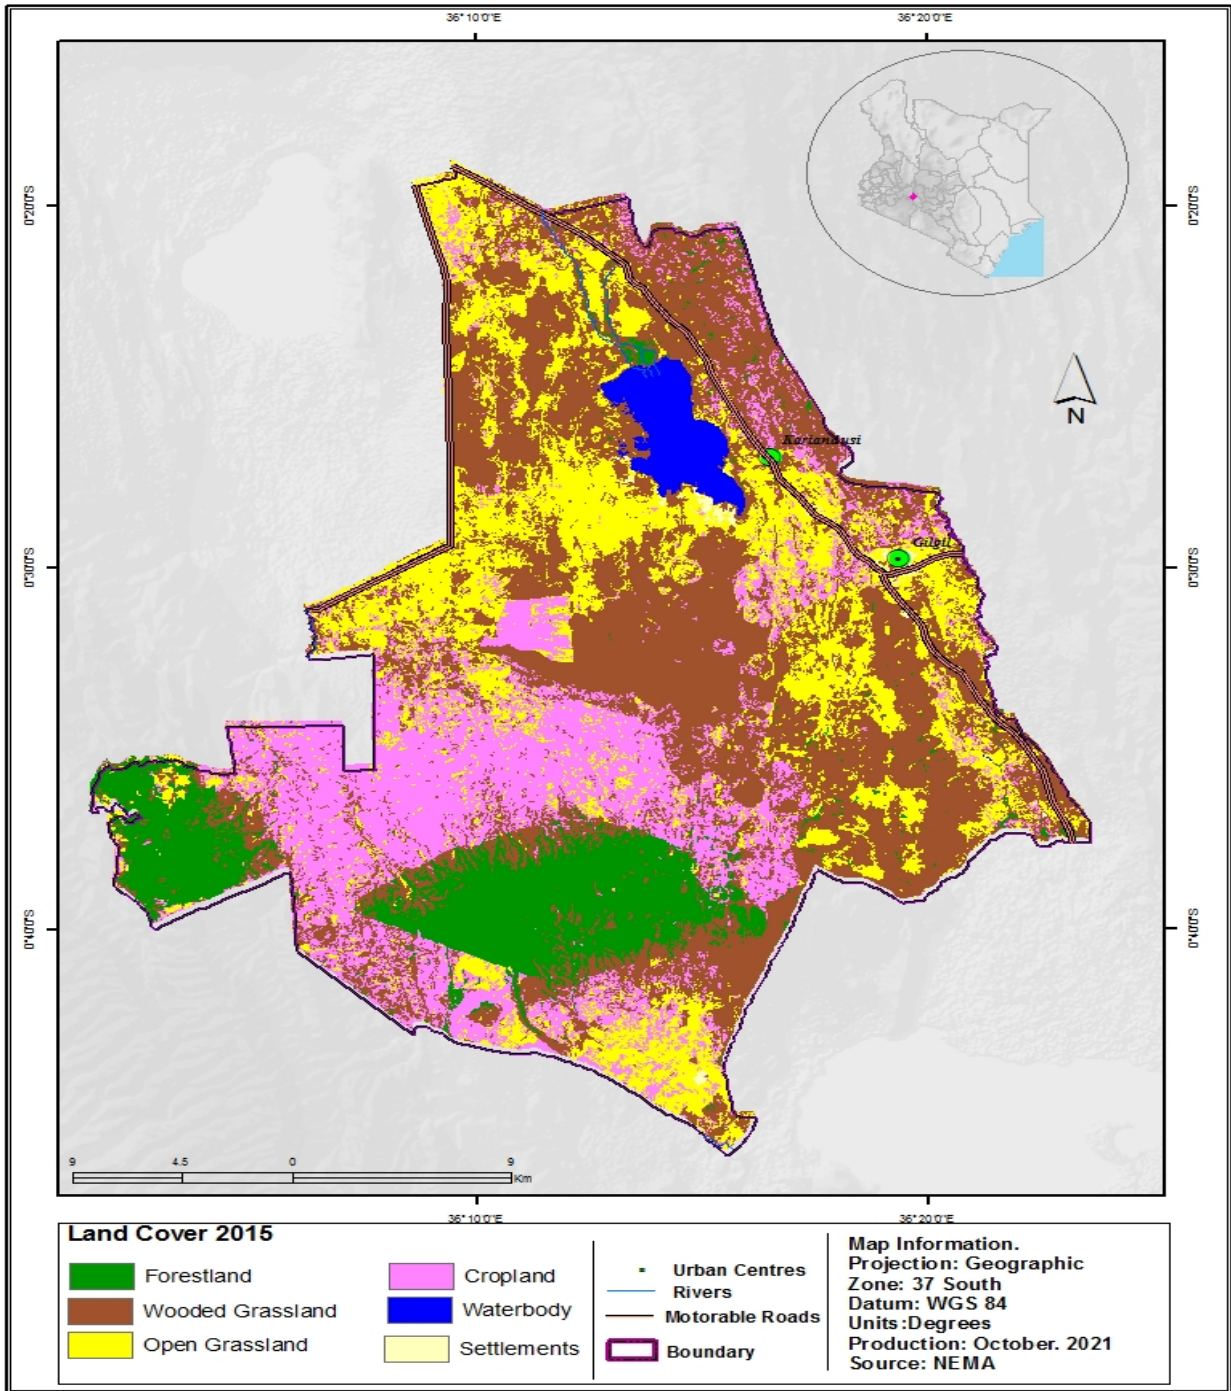 36°10'0"E
36°20'0"E
0°20'0"S
0°20'0"S
N
Kariandusi
Gilgil
0°30'0"S
0°30'0"S
0°40'0"S
0°40'0"S
9 4.5 0 9
Km
36°10'0"E
36°20'0"E
Land Cover 2015
Forestland
Wooded Grassland
Open Grassland
Cropland
Waterbody
Settlements
Urban Centres
Rivers
Motorable Roads
Boundary
Map Information.
Projection: Geographic
Zone: 37 South
Datum: WGS 84
Units:Degrees
Production: October. 2021
Source: NEMA